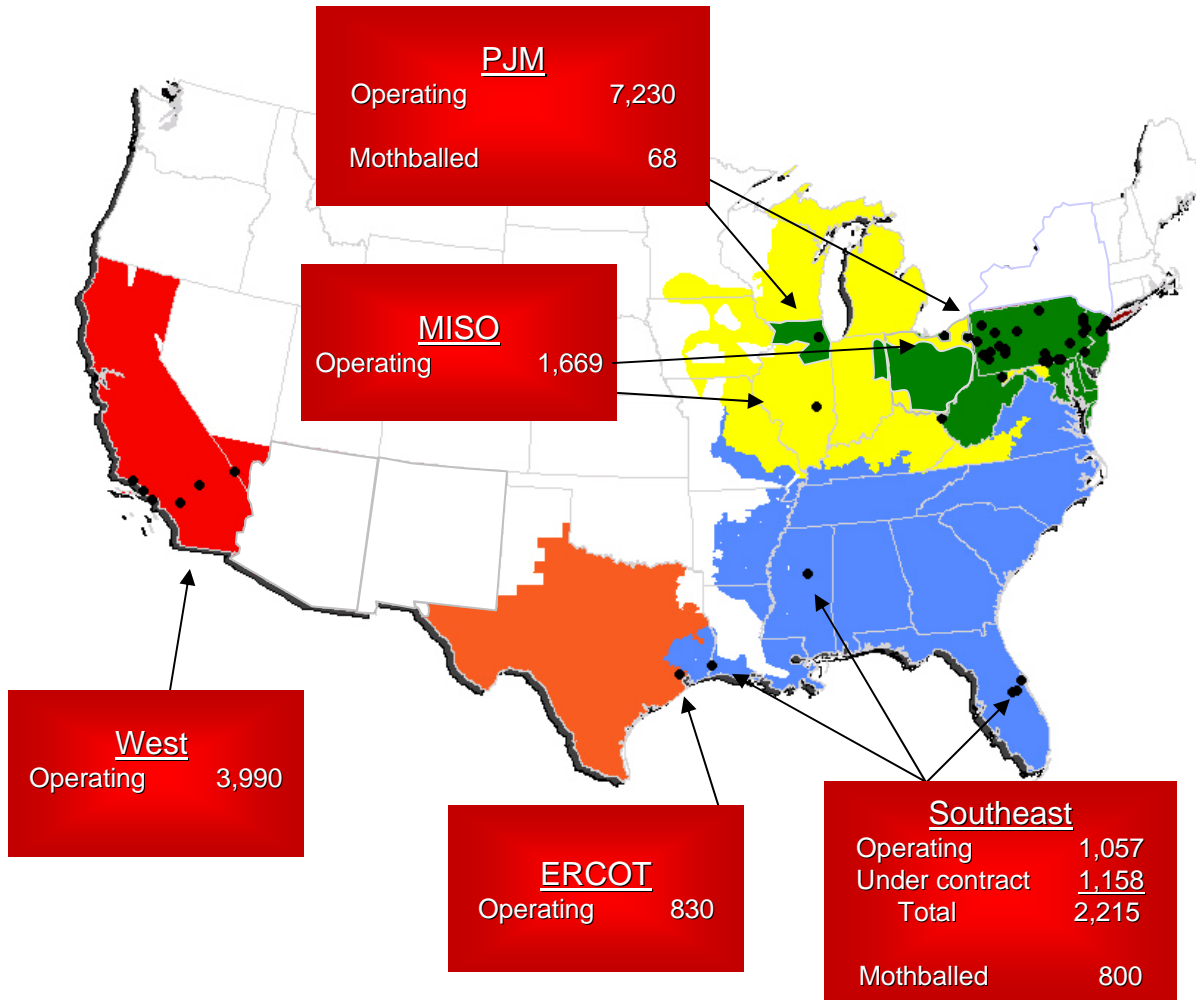 PJM
Operating 7,230
Mothballed 68
MISO
Operating 1,669
West
Operating 3,990
ERCOT
Operating 830
Southeast
Operating 1,057
Under contract 1,158
Total 2,215
Mothballed 800